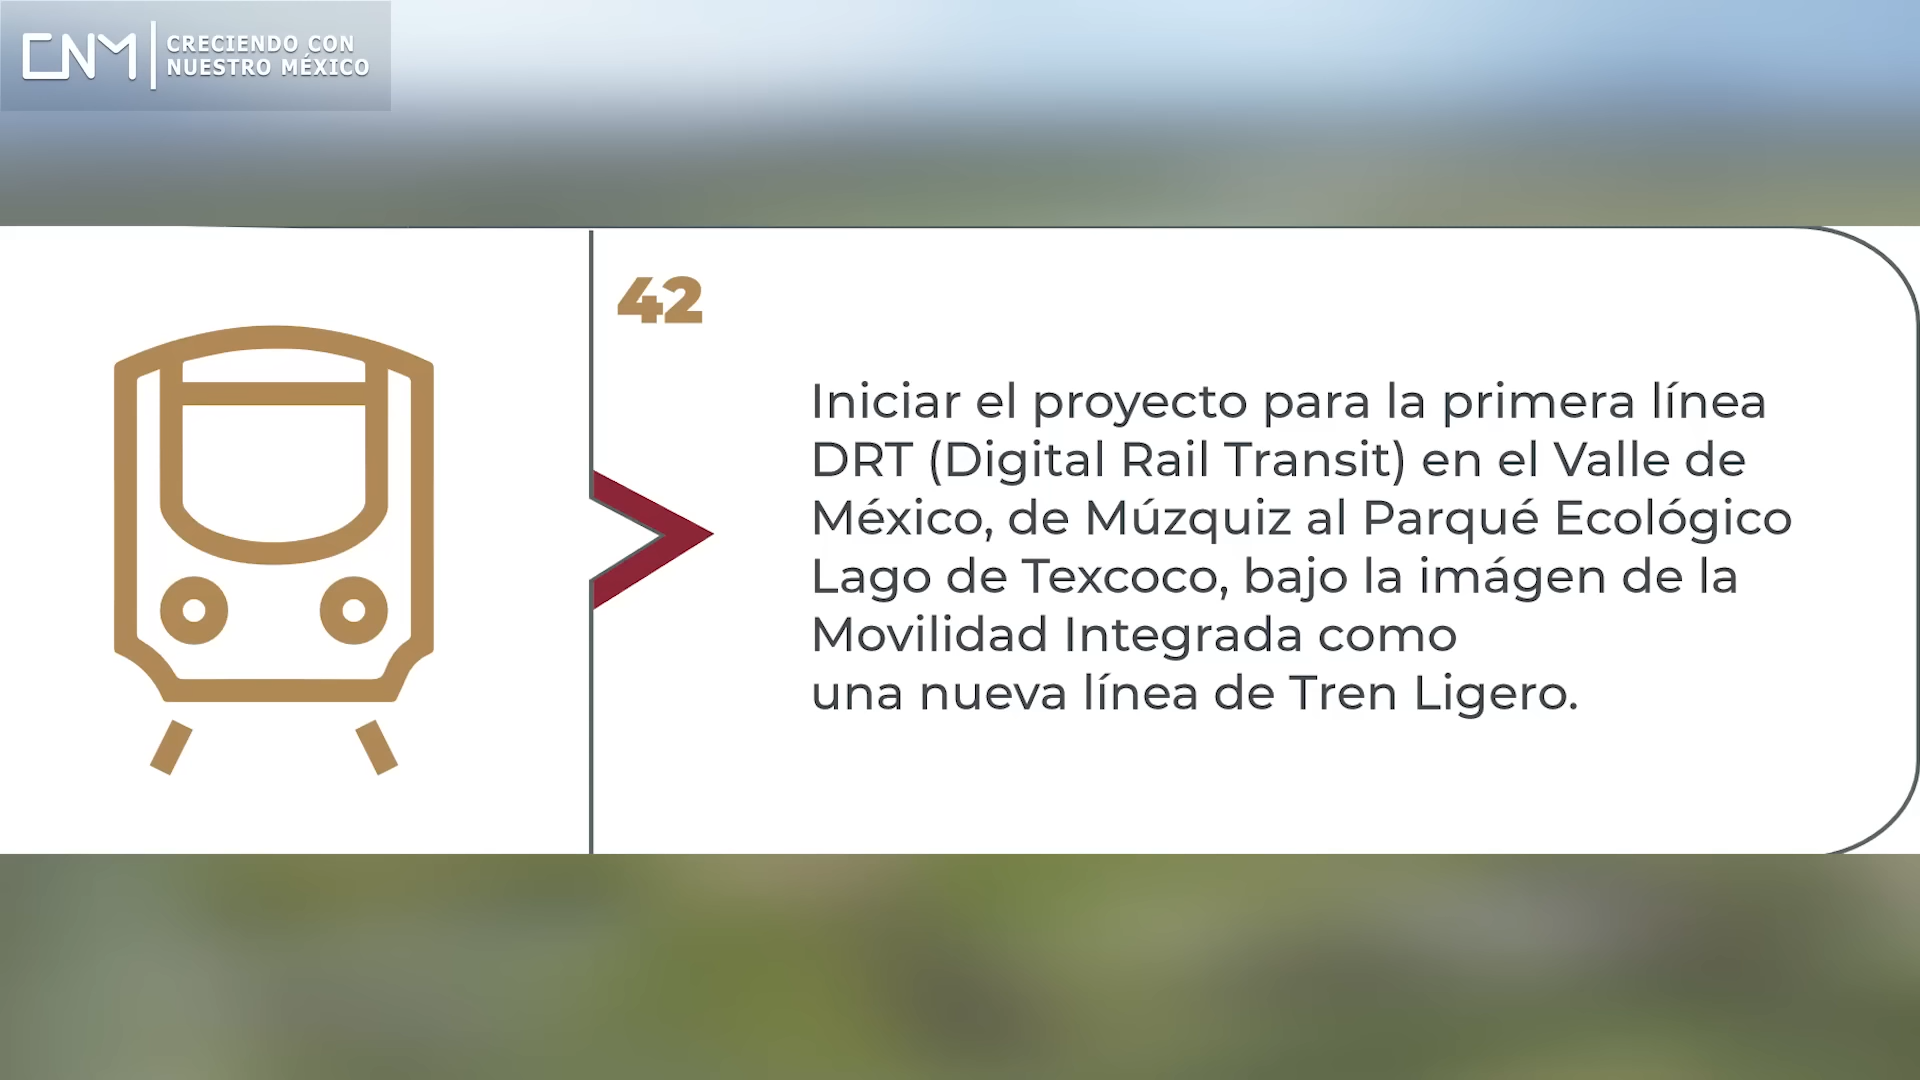 CNM
CRECIENDO CON
NUESTRO MÉXICO
42
Iniciar el proyecto para la primera línea
DRT (Digital Rail Transit) en el Valle de
México, de Múzquiz al Parqué Ecológico
Lago de Texcoco, bajo la imágen de la
Movilidad Integrada como
una nueva línea de Tren Ligero.